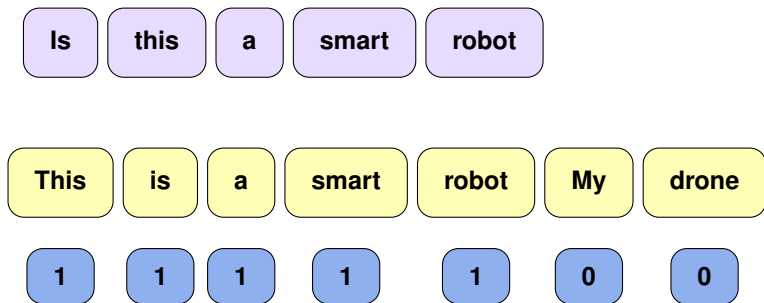 Is this a smart robot
This is a smart robot My drone
1 1 1 1 1 0 0